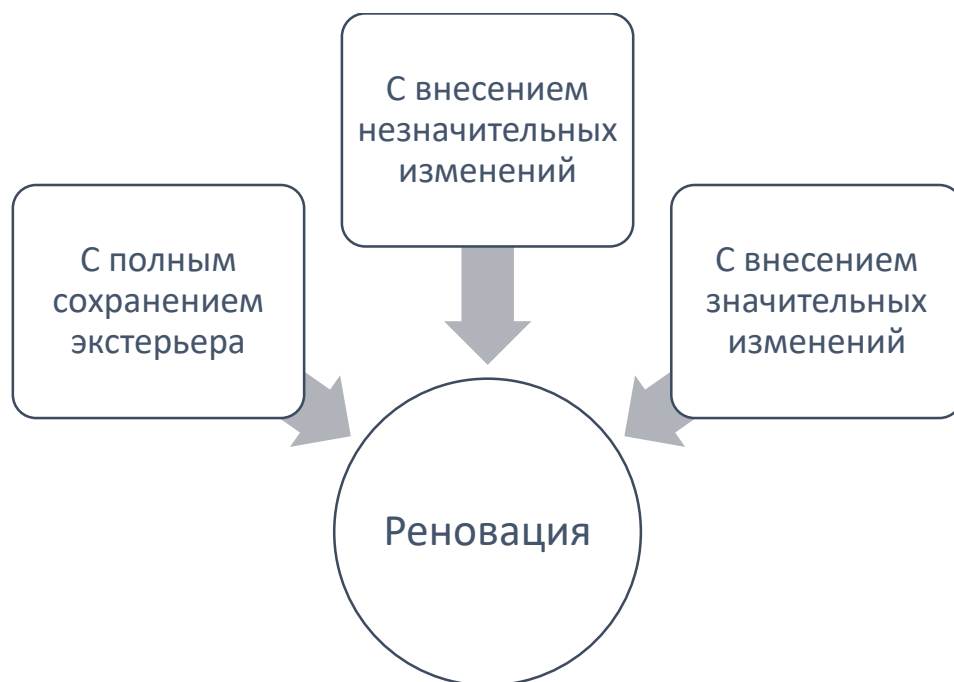 С внесением
незначительных
изменений
С полным
сохранением
экстерьера
С внесением
значительных
изменений
Реновация